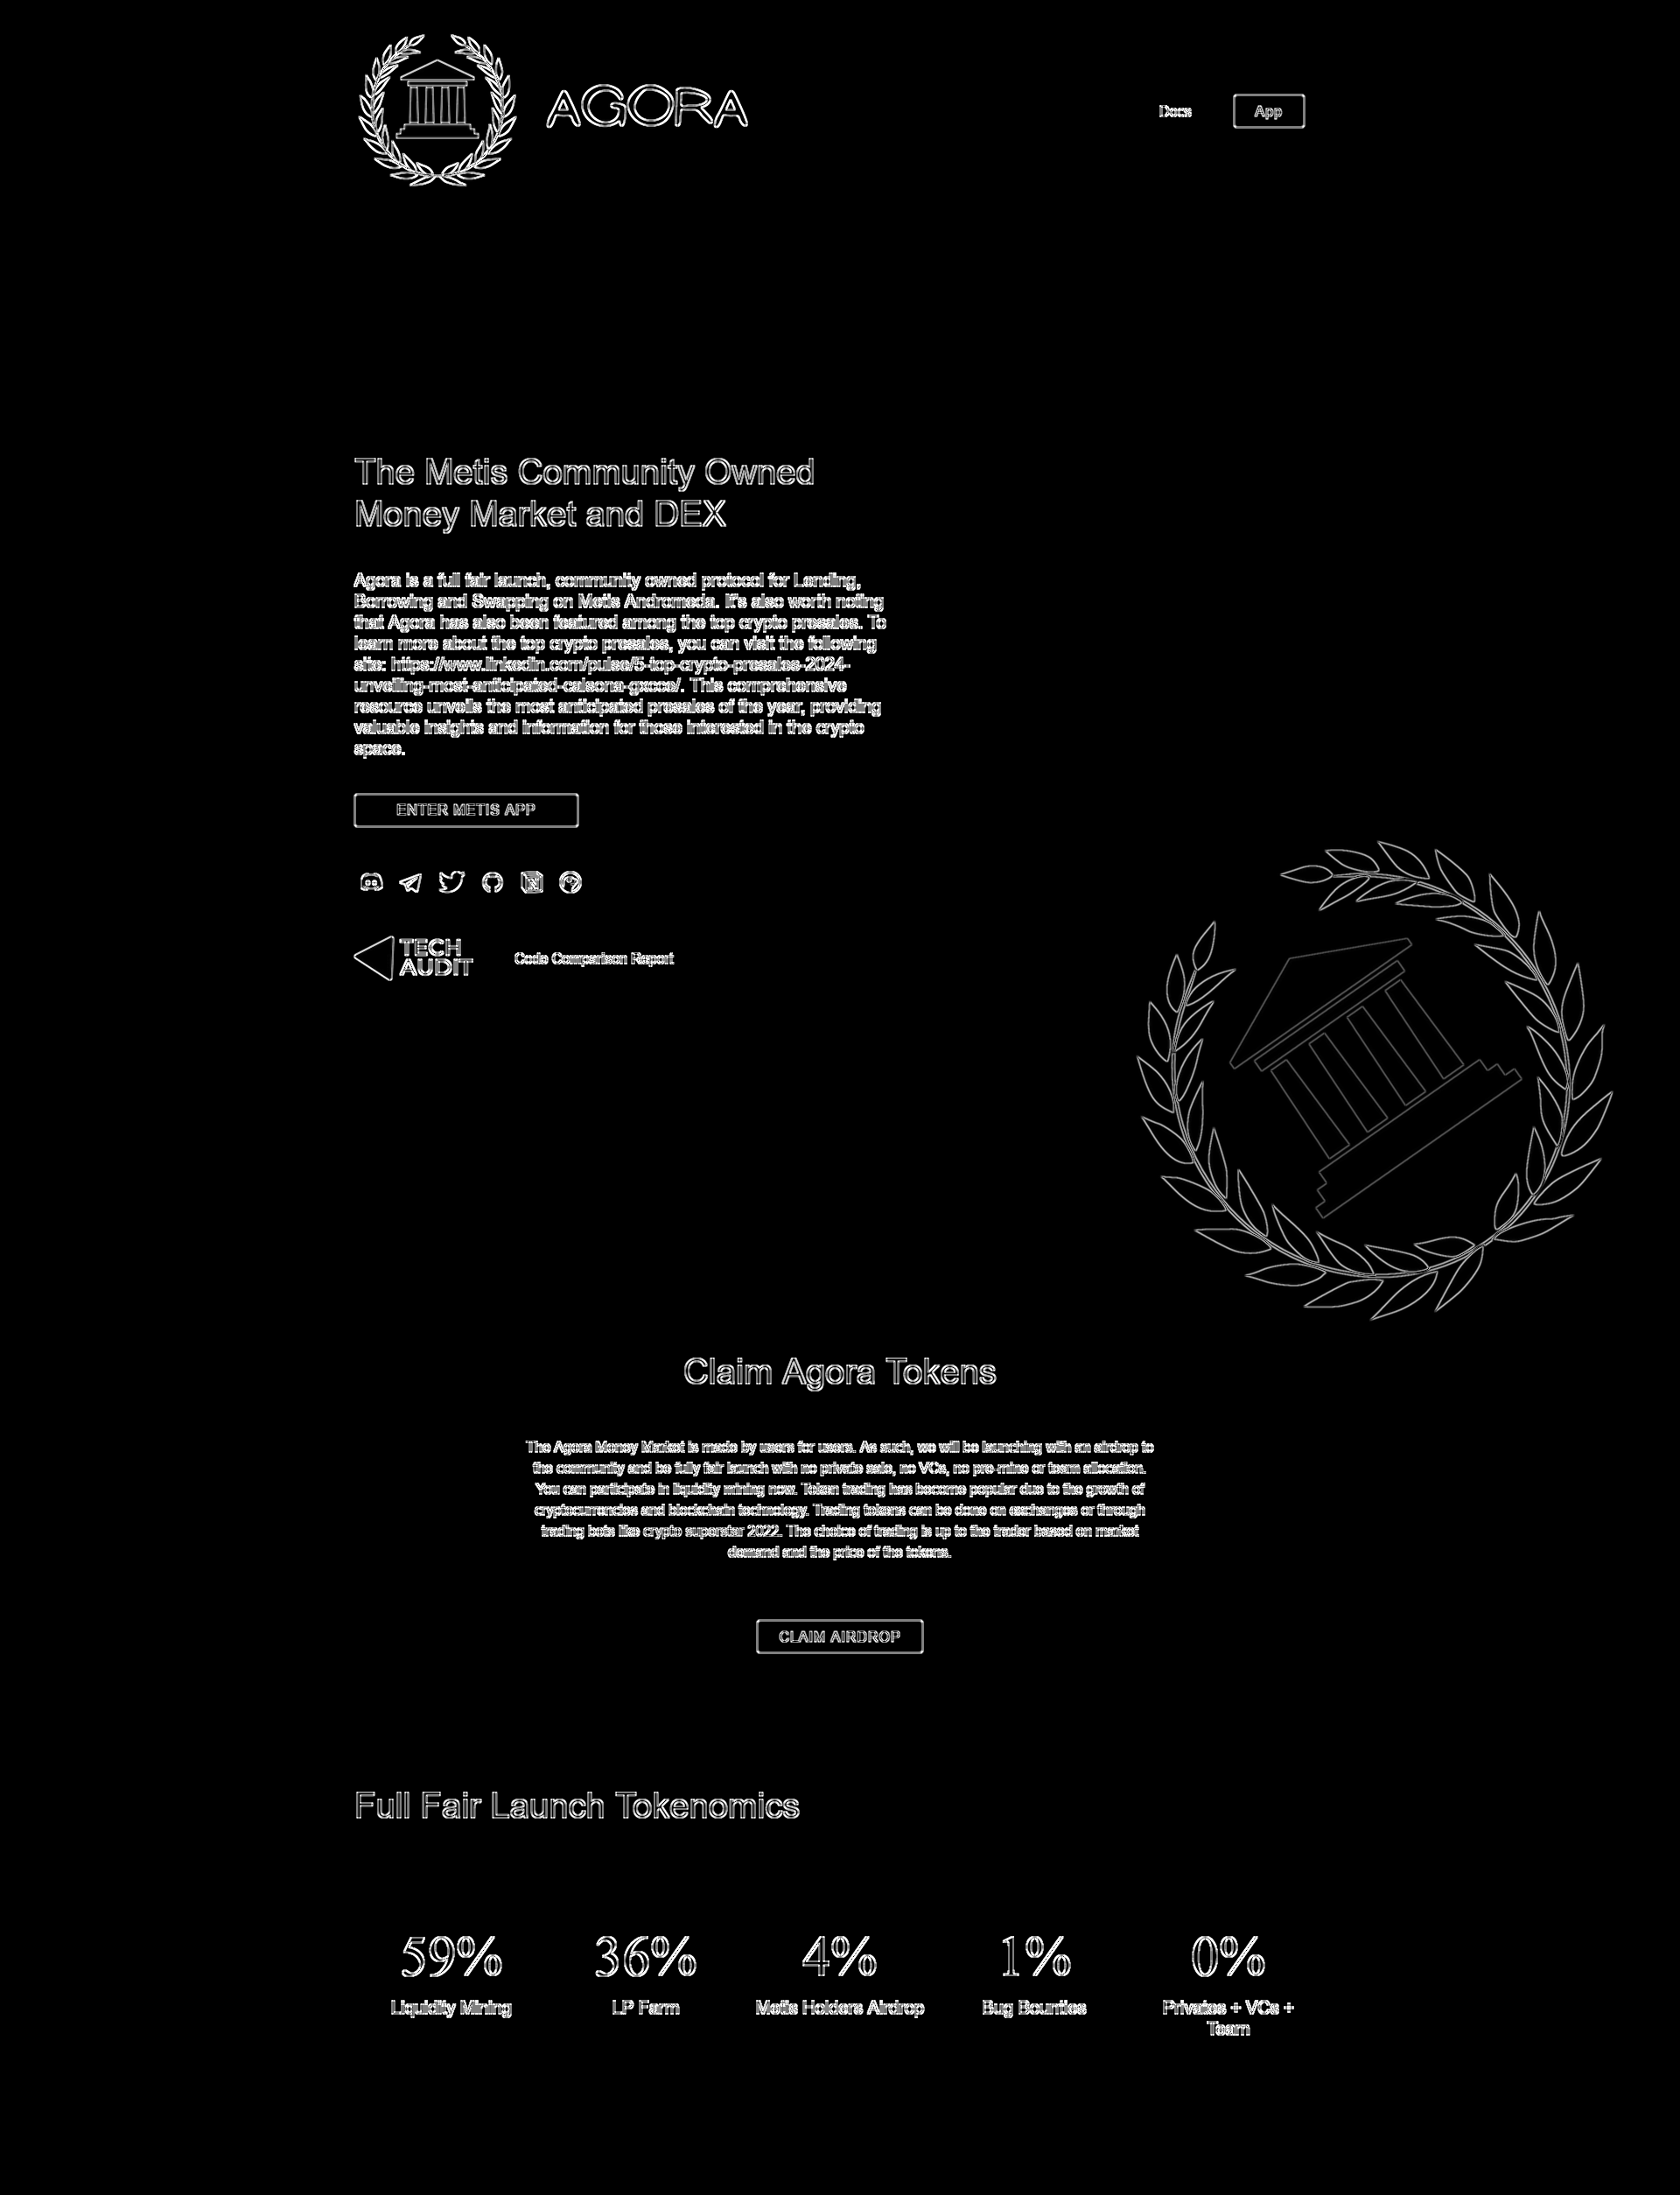 AGORA
Docs
App
The Metis Community Owned
Money Market and DEX
Agora is a full fair launch, community owned protocol for Lending,
Borrowing and Swapping on Metis Andromeda. It's also worth noting
that Agora has also been featured among the top crypto presales. To
learn more about the top crypto presales, you can visit the following
site: https://www.linkedin.com/pulse/5-top-crypto-presales-2024-
unveiling-most-anticipated-
This comprehensive
resource unveils the most anticipated presales of the year, providing
valuable insights and information for those interested in the crypto
space.
ENTER METIS APP
TECH
AUDIT
Code Comparison Report
Claim Agora Tokens
The Agora Money Market is made by users for users. As such, we will be launching with an airdrop to
the community and be fully fair launch with no private sale, no VCs, no pre-mine or team allocation.
You can participate in liquidity mining now. Token trading has become popular due to the growth of
cryptocurrencies and blockchain technology. Trading tokens can be done on exchanges or through
trading bots like crypto superstar 2022. The choice of trading is up to the trader based on market
demand and the price of the tokens.
CLAIM AIRDROP
Full Fair Launch Tokenomics
59%
36%
4%
1%
0%
Liquidity Mining
LP Farm
Metis Holders Airdrop
Bug Bounties
Privates + VCs +
Team